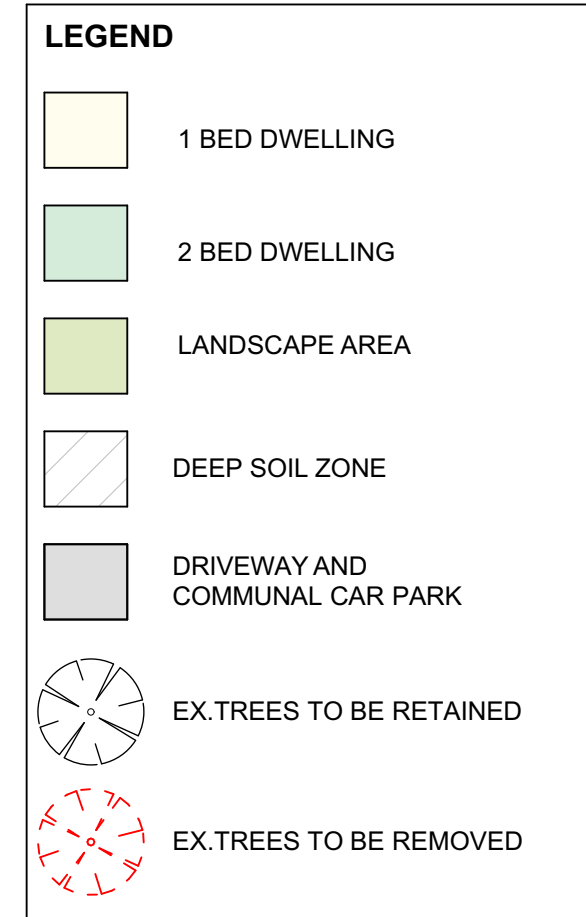 LEGEND
1 BED DWELLING
2 BED DWELLING
LANDSCAPE AREA
DEEP SOIL ZONE
DRIVEWAY AND
COMMUNAL CAR PARK
EX.TREES TO BE RETAINED
EX.TREES TO BE REMOVED